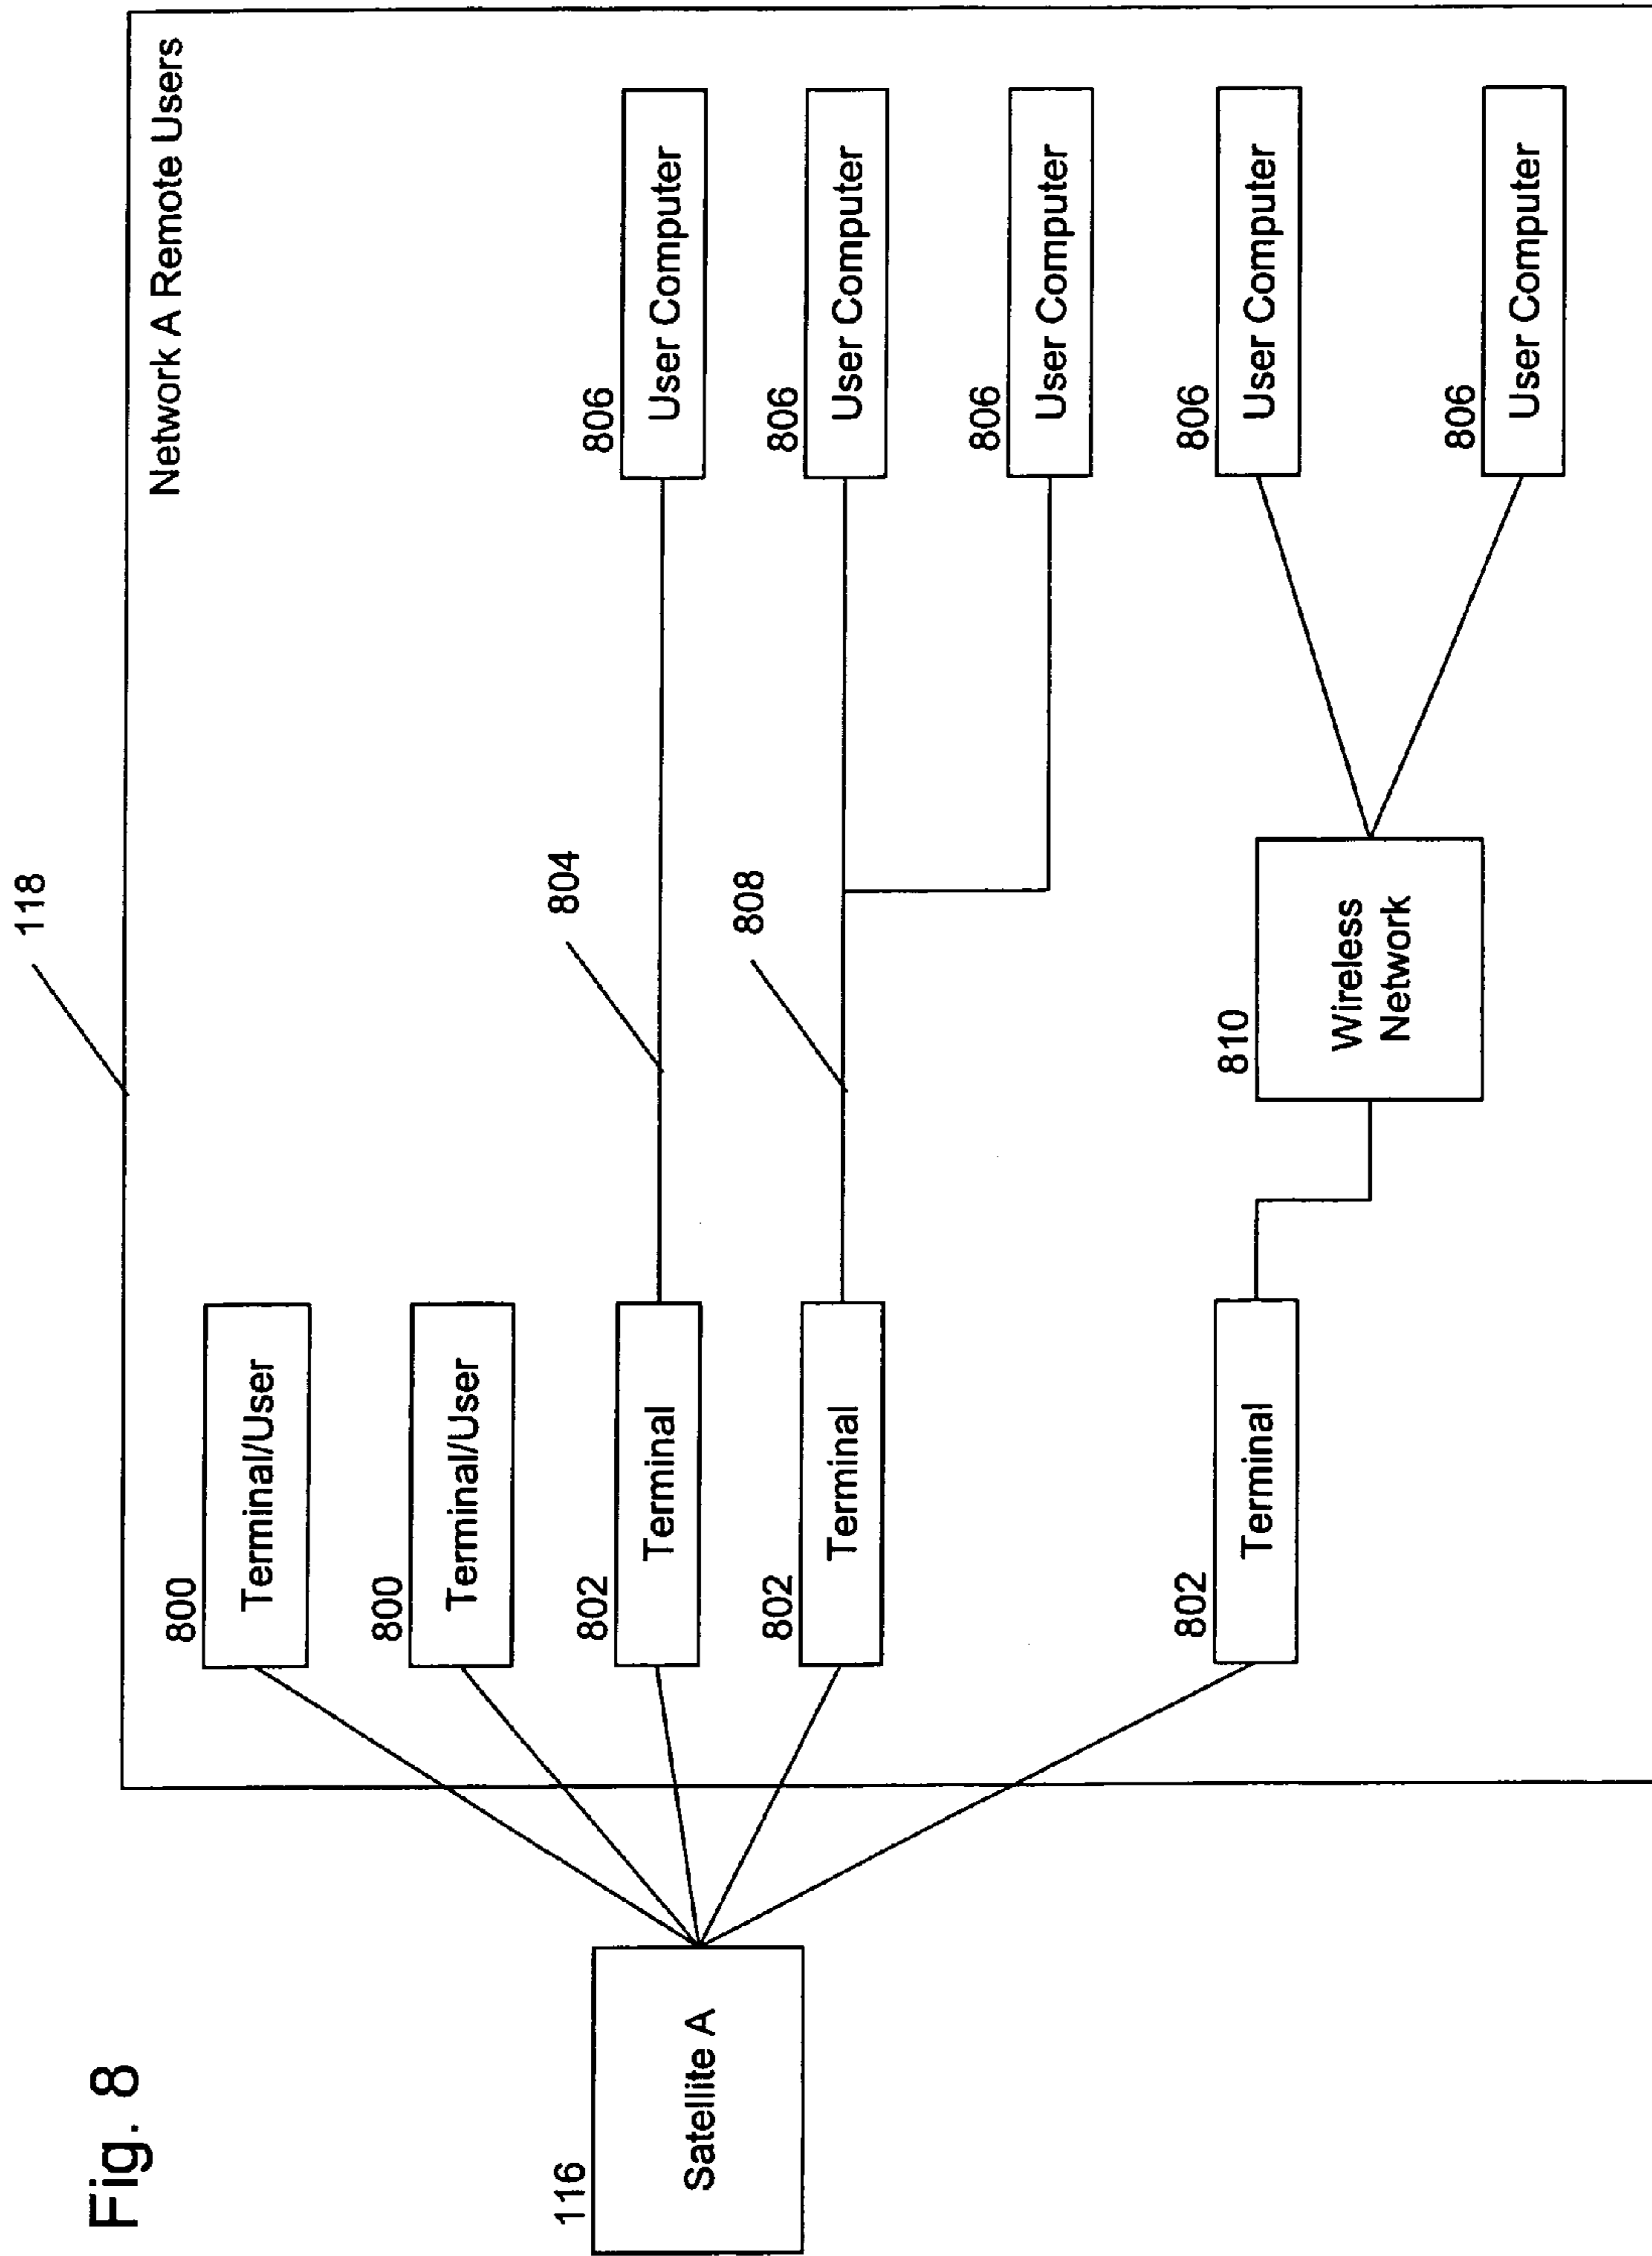 Fig. 8
118
Network A Remote Users
116
Satellite A
800
Terminal/User
800
Terminal/User
802
Terminal
804
806
User Computer
802
Terminal
808
806
User Computer
806
User Computer
802
Terminal
810
Wireless
Network
806
User Computer
806
User Computer